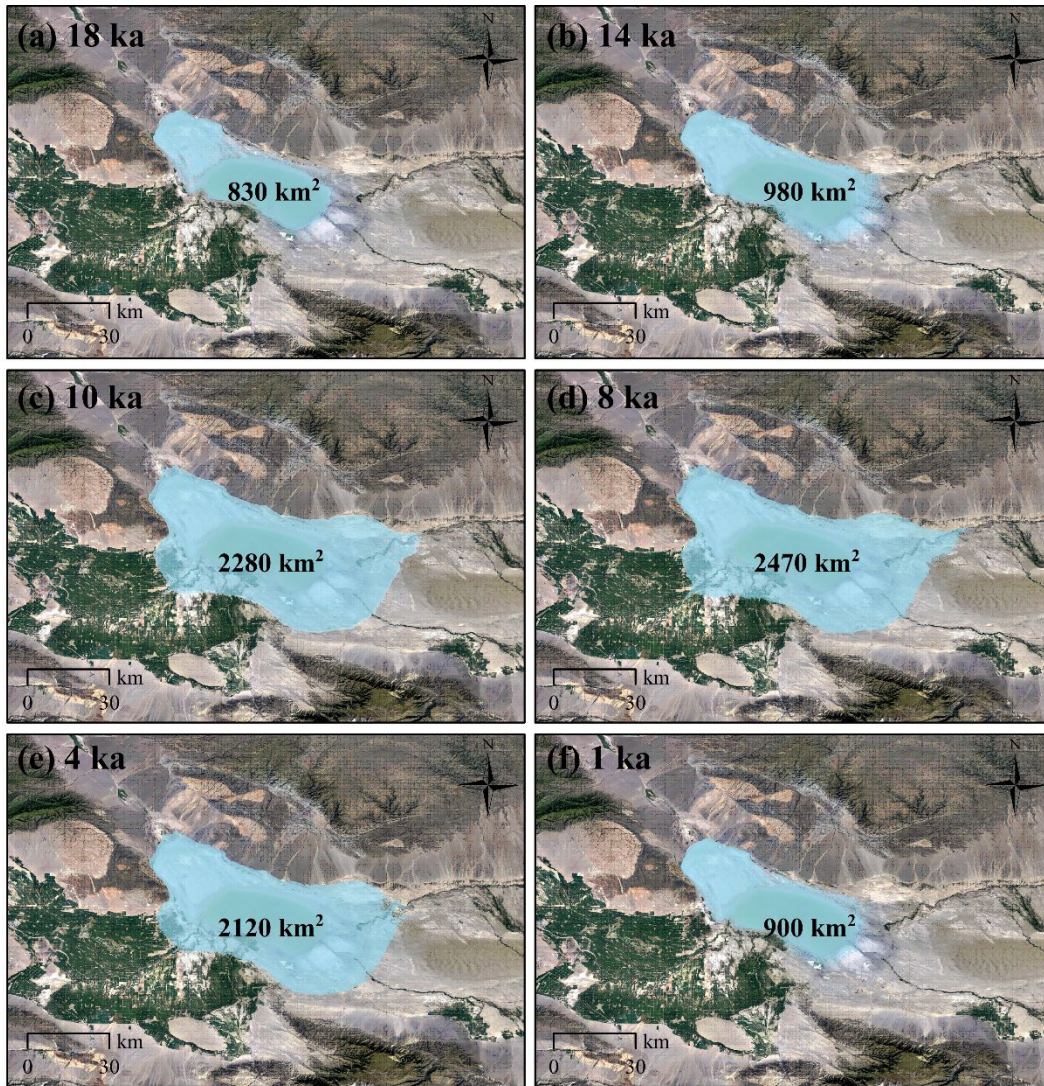 (a) 18 ka
N
830 km²
km
0 30
(b) 14 ka
N
980 km²
km
0 30
(c) 10 ka
N
2280 km²
km
0 30
(d) 8 ka
N
2470 km²
km
0 30
(e) 4 ka
N
2120 km²
km
0 30
(f) 1 ka
N
900 km²
km
0 30